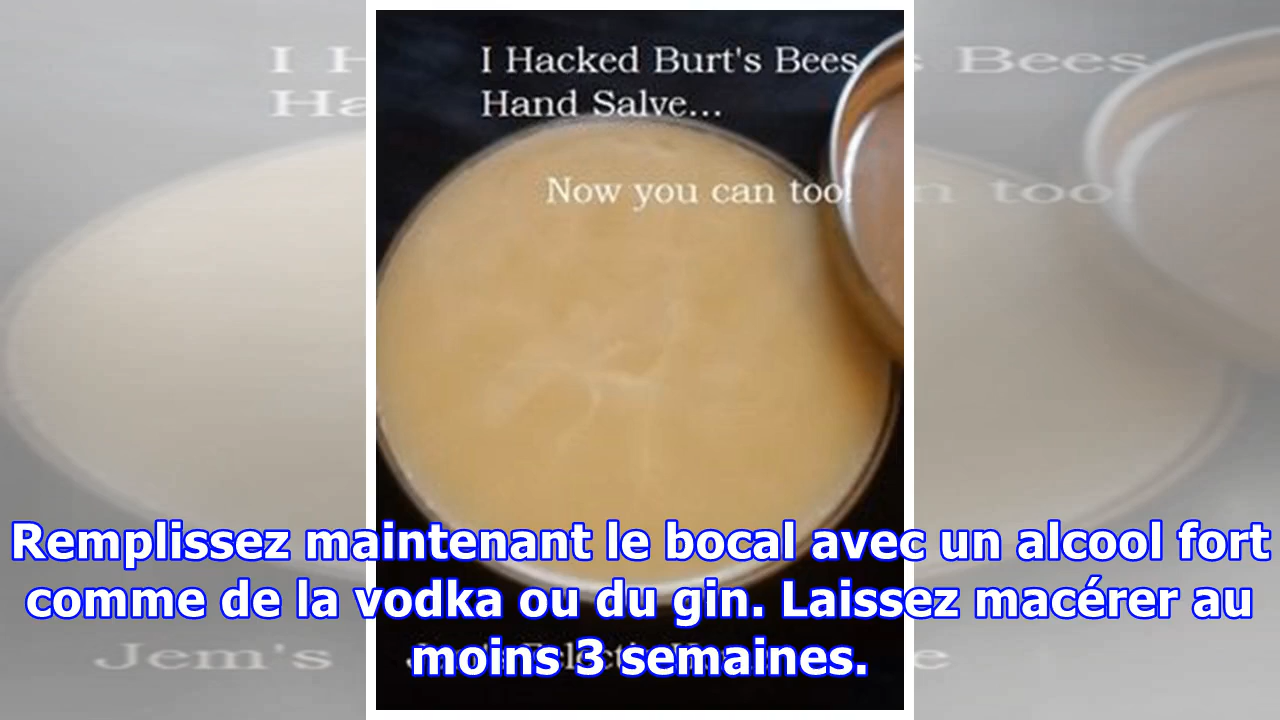 I Hacked Burt's Bees
Hand Salve...
Now you can too!
Remplissez maintenant le bocal avec un alcool fort
comme de la vodka ou du gin. Laissez macérer au
moins 3 semaines.
Jem's